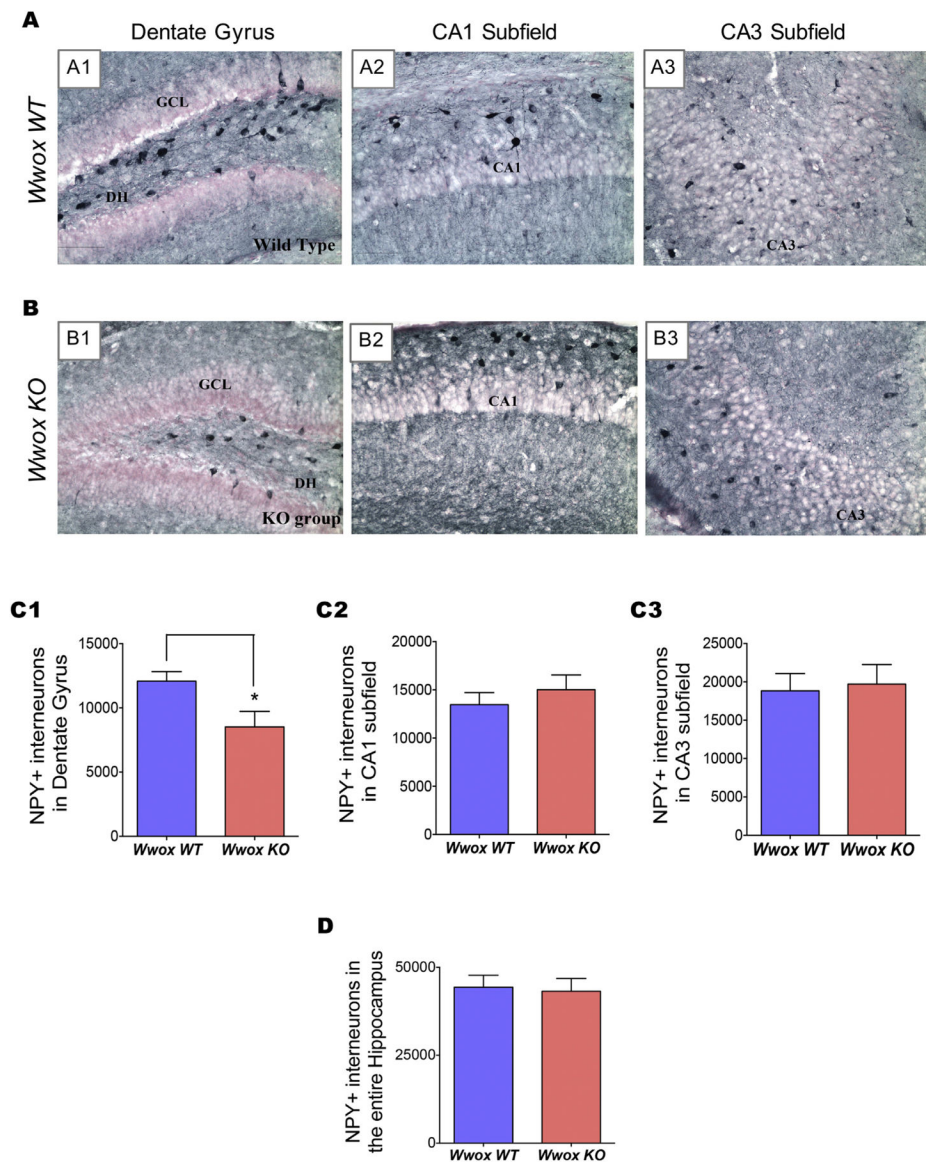 A
Dentate Gyrus
CA1 Subfield
CA3 Subfield
Wwox WT
A1
GCL
DH
Wild Type
A2
CA1
A3
CA3
B
Wwox KO
B1
GCL
DH
KO group
B2
CA1
B3
CA3
C1
NPY+ interneurons
in Dentate Gyrus
15000
10000
5000
0
*
Wwox WT Wwox KO
C2
NPY+ interneurons
in CA1 subfield
20000
15000
10000
5000
0
Wwox WT Wwox KO
C3
NPY+ interneurons
in CA3 subfield
25000
20000
15000
10000
5000
0
Wwox WT Wwox KO
D
NPY+ interneurons in
the entire Hippocampus
50000
25000
0
Wwox WT Wwox KO